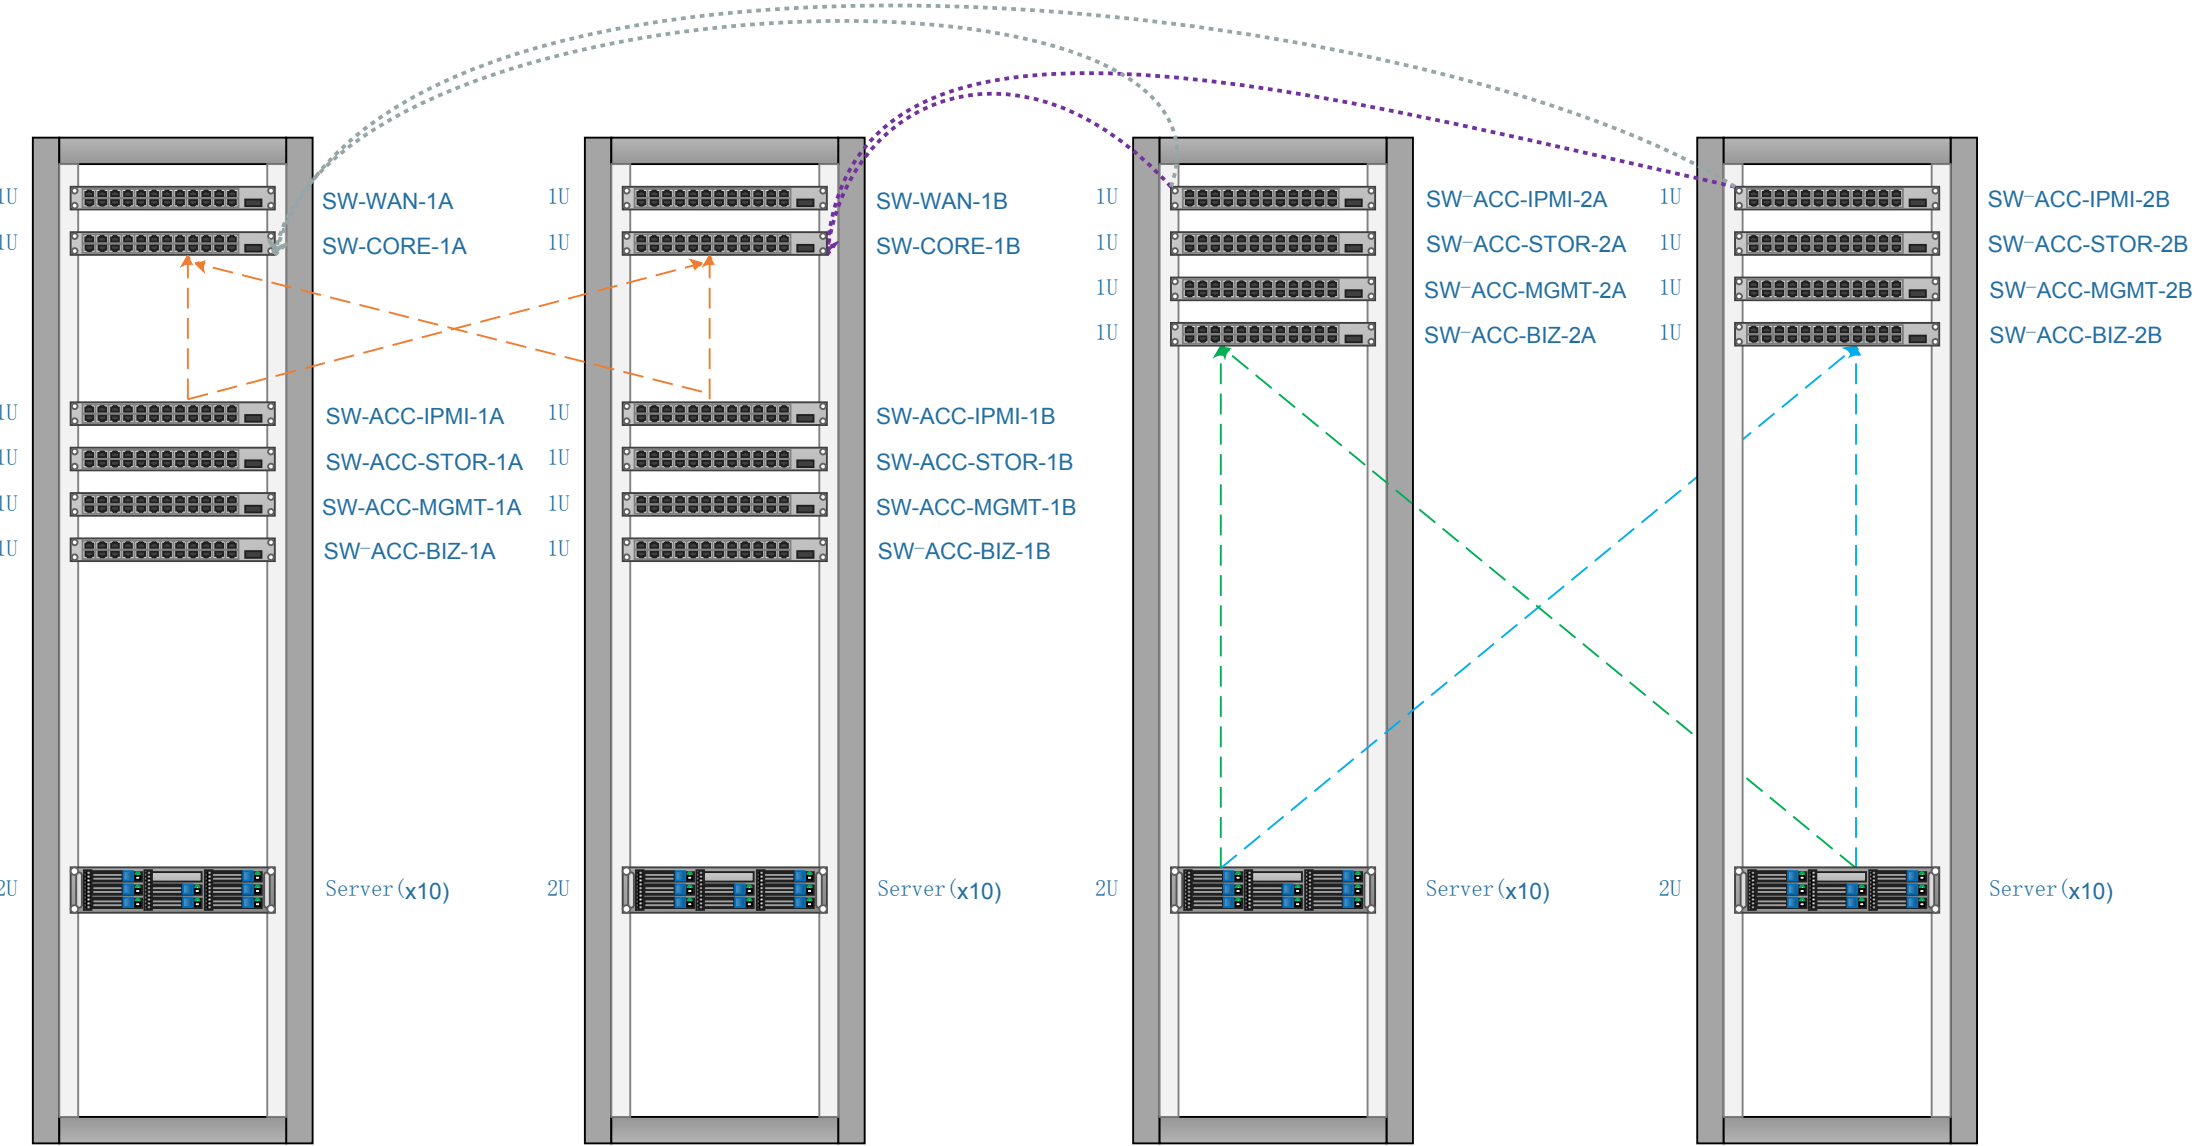 1U SW-WAN-1A 1U SW-WAN-1B 1U SW-ACC-IPMI-2A 1U SW-ACC-IPMI-2B
1U SW-CORE-1A 1U SW-CORE-1B 1U SW-ACC-STOR-2A 1U SW-ACC-STOR-2B
1U SW-ACC-MGMT-2A 1U SW-ACC-MGMT-2B
1U SW-ACC-BIZ-2A 1U SW-ACC-BIZ-2B
1U SW-ACC-IPMI-1A 1U SW-ACC-IPMI-1B
1U SW-ACC-STOR-1A 1U SW-ACC-STOR-1B
1U SW-ACC-MGMT-1A 1U SW-ACC-MGMT-1B
1U SW-ACC-BIZ-1A 1U SW-ACC-BIZ-1B
2U Server(x10) 2U Server(x10) 2U Server(x10) 2U Server(x10)